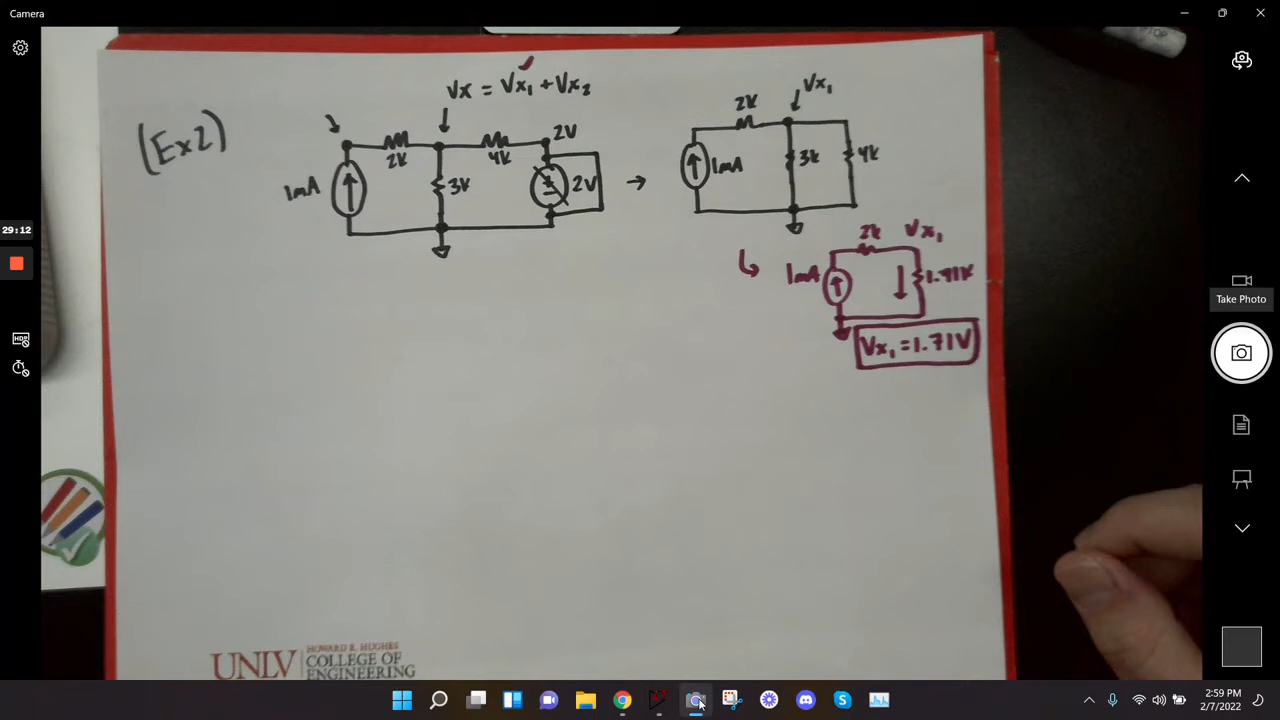 Camera
(Ex2)
Vx = Vx₁ + Vx₂
2V
2k
4k
1mA
3k
2V
→
Vx₁
2k
1mA
3k
4k
2k
Vx₁
1mA
1.71K
Vx₁ = 1.71V
29:12
Take Photo
UNLV
HOWARD R. HUGHES
COLLEGE OF
ENGINEERING
2:59 PM
2/7/2022